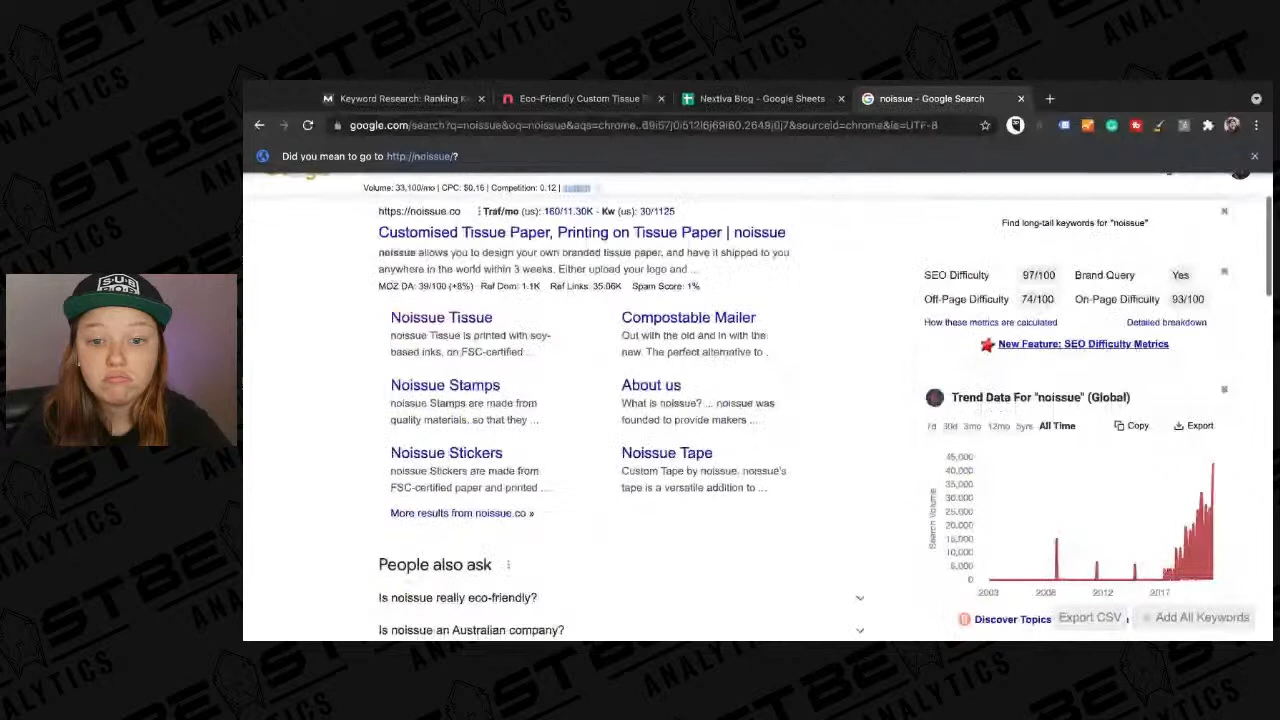 Keyword Research: Ranking
Eco-Friendly Custom Tissue
Nextiva Blog - Google Sheets
noissue - Google Search
google.com/search?q=noissue&oq=noissue&aqs=chrome..69i57j0i512l6j69i60.2649j0j7&sourceid=chrome&ie=UTF-8
Did you mean to go to http://noissue/?
Volume: 33,100/mo | CPC: $0.16 | Competition: 0.12 |
https://noissue.co Traf/mo (us): 160/11.30K - Kw (us): 30/1125
Customised Tissue Paper, Printing on Tissue Paper | noissue
noissue allows you to design your own branded tissue paper, and have it shipped to you
anywhere in the world within 3 weeks. Either upload your logo and ...
MOZ DA: 39/100 (+8%) Ref Dom: 1.1K Ref Links: 35.06K Spam Score: 1%
Noissue Tissue
noissue Tissue is printed with soy-
based inks, on FSC-certified ...
Compostable Mailer
Out with the old and in with the
new. The perfect alternative to .
Noissue Stamps
noissue Stamps are made from
quality materials, so that they ...
About us
What is noissue? ... noissue was
founded to provide makers ...
Noissue Stickers
noissue Stickers are made from
FSC-certified paper and printed ...
Noissue Tape
Custom Tape by noissue. noissue's
tape is a versatile addition to ...
More results from noissue.co »
People also ask
Is noissue really eco-friendly?
Is noissue an Australian company?
Find long-tail keywords for "noissue"
SEO Difficulty 97/100 Brand Query Yes
Off-Page Difficulty 74/100 On-Page Difficulty 93/100
How these metrics are calculated Detailed breakdown
New Feature: SEO Difficulty Metrics
Trend Data For "noissue" (Global)
7d 30d 3mo 12mo 5yrs All Time Copy Export
Search Volume
45,000
40,000
35,000
30,000
25,000
20,000
15,000
10,000
5,000
0
2003 2008 2012 2017
Discover Topics Export CSV Add All Keywords
SUB
POP
ANALYTICS